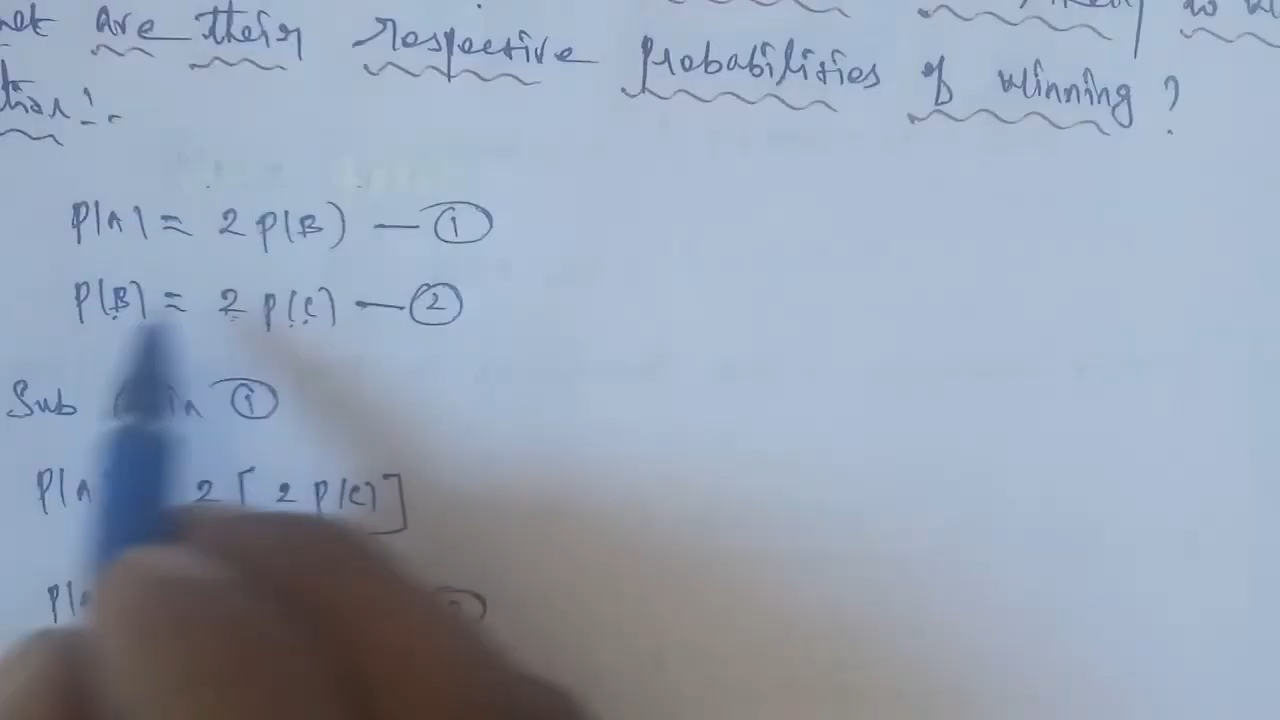 are their respective probabilities of winning?
P(A) = 2 P(B) — ①
P(B) = 2 P(C) — ②
Sub in ①
P(A 2 [ 2 P(C) ]